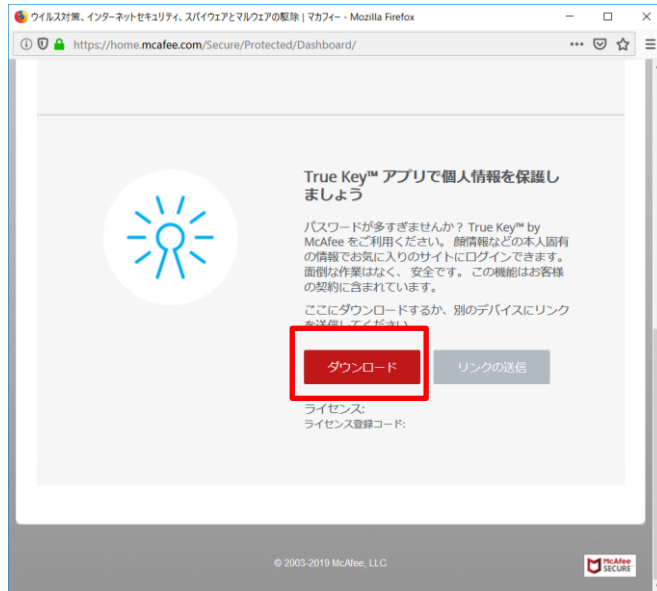 ウイルス対策、インターネットセキュリティ、スパイウェアとマルウェアの駆除 | マカフィー - Mozilla Firefox
https://home.mcafee.com/Secure/Protected/Dashboard/
True Key™ アプリで個人情報を保護し
ましょう
パスワードが多すぎませんか？ True Key™ by
McAfee をご利用ください。 顔情報などの本人固有
の情報でお気に入りのサイトにログインできます。
面倒な作業はなく、 安全です。 この機能はお客様
の契約に含まれています。
ここにダウンロードするか、別のデバイスにリンク
を送信してください
ダウンロード
リンクの送信
ライセンス:
ライセンス登録コード:
© 2003-2019 McAfee, LLC
McAfee
SECURE